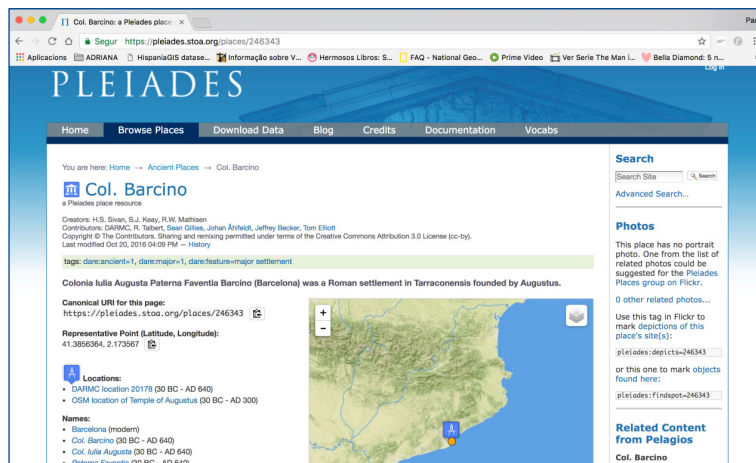 Col. Barcino: a Pleiades place r
Pa
Segur
https://pleiades.stoa.org/places/246343
Aplicacions
ADRIANA
HispaniaGIS datase...
Informação sobre V...
Hermosos Libros: S...
FAQ - National Geo...
Prime Video
Ver Serie The Man i...
Bella Diamond: 5 n...
Log in
PLEIADES
Home
Browse Places
Download Data
Blog
Credits
Documentation
Vocabs
You are here: Home → Ancient Places → Col. Barcino
Col. Barcino
a Pleiades place resource
Creators: H.S. Sivan, S.J. Keay, R.W. Mathisen
Contributors: DARMC, R. Talbert, Sean Gillies, Johan Åhlfeldt, Jeffrey Becker, Tom Elliott
Copyright © The Contributors. Sharing and remixing permitted under terms of the Creative Commons Attribution 3.0 License (cc-by).
Last modified Oct 20, 2016 04:09 PM — History
tags: dare:ancient=1, dare:major=1, dare:feature=major settlement
Colonia Iulia Augusta Paterna Faventia Barcino (Barcelona) was a Roman settlement in Tarraconensis founded by Augustus.
Canonical URI for this page:
https://pleiades.stoa.org/places/246343
Representative Point (Latitude, Longitude):
41.3856364, 2.173567
Locations:
• DARMC location 20178 (30 BC - AD 640)
• OSM location of Temple of Augustus (30 BC - AD 300)
Names:
• Barcelona (modern)
• Col. Barcino (30 BC - AD 640)
• Col. Iulia Augusta (30 BC - AD 640)
• Paterna Faventia (30 BC - AD 640)
+
−
Search
Search Site
Search
Advanced Search...
Photos
This place has no portrait
photo. One from the list of
related photos could be
suggested for the Pleiades
Places group on Flickr.
0 other related photos...
Use this tag in Flickr to
mark depictions of this
place's site(s):
pleiades:depicts=246343
or this one to mark objects
found here:
pleiades:findspot=246343
Related Content
from Pelagios
Col. Barcino